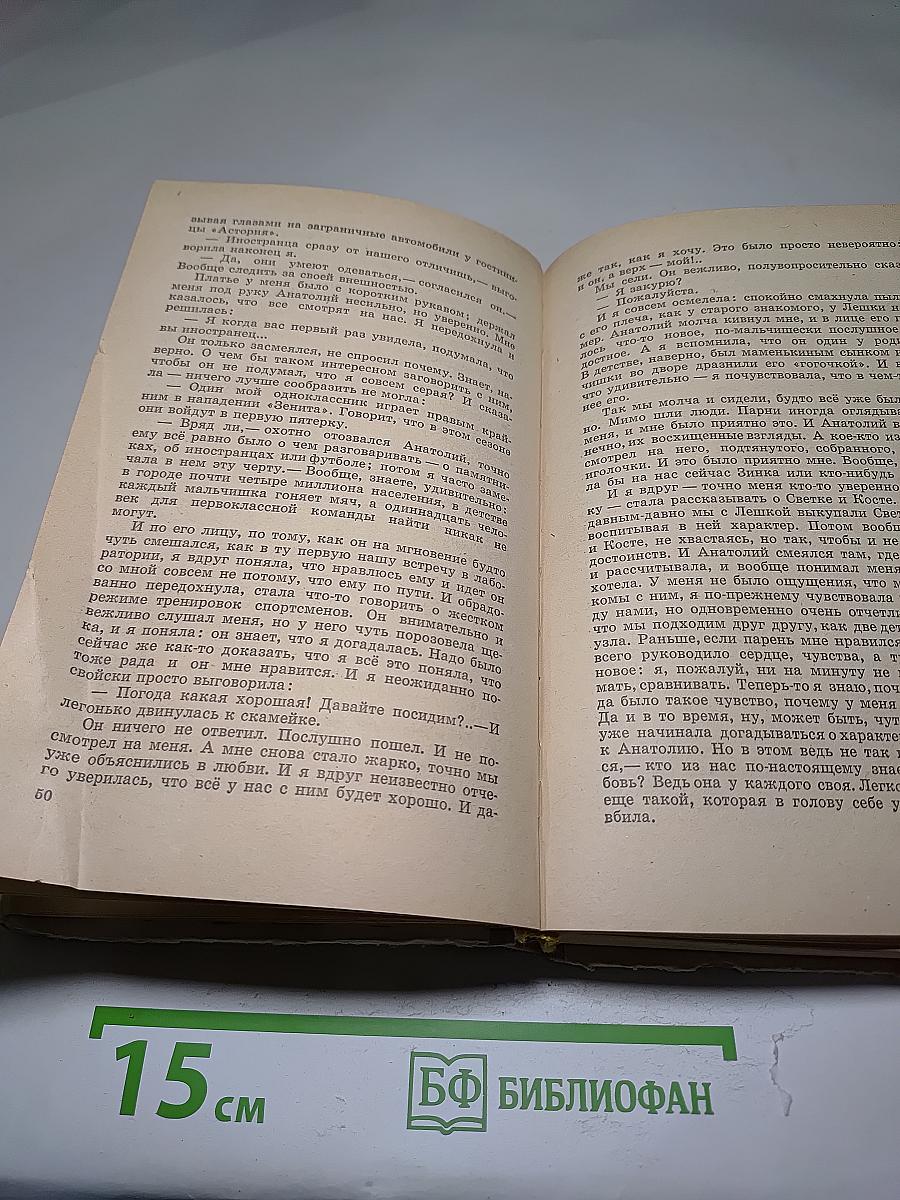 зывая глазами на заграничные автомобили у гостини-
цы «Астория».
— Иностранца сразу от нашего отличишь,— выго-
ворила наконец я.
— Да, они умеют одеваться,— согласился он.—
Вообще следить за своей внешностью.
Платье у меня было с коротким рукавом; держал
меня под руку Анатолий несильно, но уверенно. Мне
казалось, что все смотрят на нас. Я передохнула и
решилась:
— Я когда вас первый раз увидела, подумала, что
вы иностранец...
Он только засмеялся, не спросил почему. Знает, на-
верно. О чем бы таком интересном заговорить с ним,
чтобы он не подумал, что я совсем серая? И сказа-
ла — ничего лучше сообразить не могла:
— Один мой одноклассник играет правым край-
ним в нападении «Зенита». Говорит, что в этом сезоне
они войдут в первую пятерку.
— Вряд ли,— охотно отозвался Анатолий, точно
ему всё равно было о чем разговаривать — о памятни-
ках, об иностранцах или футболе; потом я часто заме-
чала в нем эту черту.— Вообще, знаете, удивительно:
в городе почти четыре миллиона населения, в детстве
каждый мальчишка гоняет мяч, а одиннадцать чело-
век для первоклассной команды найти никак не
могут.
И по его лицу, по тому, как он на мгновение будто
чуть смешался, как в ту первую нашу встречу в лабо-
ратории, я вдруг поняла, что нравлюсь ему и идет он
со мной совсем не потому, что ему по пути. И обрадо-
ванно передохнула, стала что-то говорить о жестком
режиме тренировок спортсменов. Он внимательно и
вежливо слушал меня, но у него чуть порозовела ще-
ка, и я поняла: он знает, что я догадалась. Надо было
сейчас же как-то доказать, что я всё это поняла, что
тоже рада и он мне нравится. И я неожиданно по-
свойски просто выговорила:
— Погода какая хорошая! Давайте посидим?..—И
легонько двинулась к скамейке.
Он ничего не ответил. Послушно пошел. И не по-
смотрел на меня. А мне снова стало жарко, точно мы
уже объяснились в любви. И я вдруг неизвестно отче-
го уверилась, что всё у нас с ним будет хорошо. И да-
50
же так, как я хочу. Это было просто невероятно:
и он, а верх — мой!..
Мы сели. Он вежливо, полувопросительно сказ
— Я закурю?
— Пожалуйста.
И я совсем осмелела: спокойно смахнула пыл
с его плеча, как у старого знакомого, у Лешки н
мер. Анатолий молча кивнул мне, и в лице его п
лось что-то новое, по-мальчишески послушное
достное. А я вспомнила, что он один у роди
В детстве, наверно, был маменькиным сынком и
чишки во дворе дразнили его «гогочкой». И в
что удивительно — я почувствовала, что в чем-т
нее его.
Так мы молча и сидели, будто всё уже был
но. Мимо шли люди. Парни иногда оглядыва
меня, и мне было приятно это. И Анатолий в
нечно, их восхищенные взгляды. А кое-кто из
смотрел на него, подтянутого, собранного,
иголочки. И это было приятно мне. Вообще,
ла бы на нас сейчас Зинка или кто-нибудь
И я вдруг — точно меня кто-то уверенно
ку — стала рассказывать о Светке и Косте.
давным-давно мы с Лешкой выкупали Свет
воспитывая в ней характер. Потом вообщ
и Косте, не хвастаясь, но так, чтобы и не
достоинств. И Анатолий смеялся там, где
и рассчитывала, и вообще понимал меня
хотела. У меня не было ощущения, что м
комы с ним, я по-прежнему чувствовала
ду нами, но одновременно очень отчетли
что мы подходим друг другу, как две дет
узла. Раньше, если парень мне нравился
всего руководило сердце, чувства, а т
новое: я, пожалуй, ни на минуту не п
мать, сравнивать. Теперь-то я знаю, поч
да было такое чувство, почему у меня
Да и в то время, ну, может быть, чут
уже начинала догадываться о характе
к Анатолию. Но в этом ведь не так л
ся,— кто из нас по-настоящему знае
бовь? Ведь она у каждого своя. Легко
еще такой, которая в голову себе у
вбила.
15 см
БФ БИБЛИОФАН